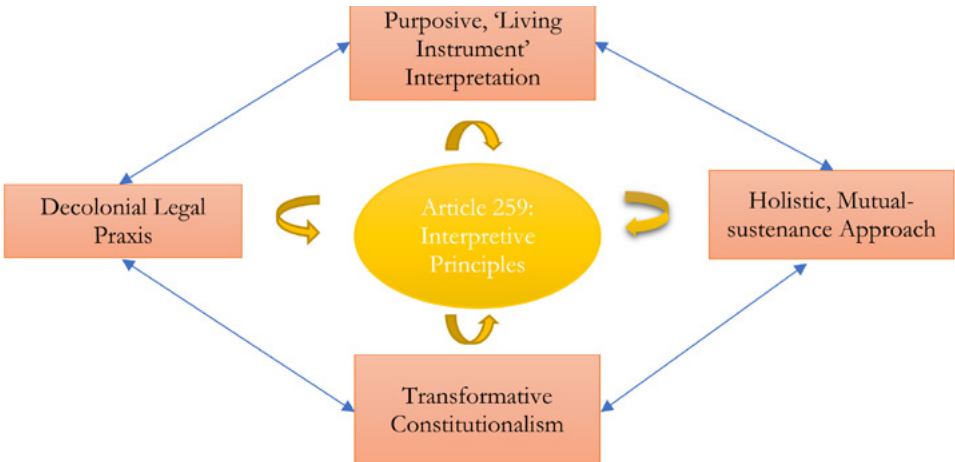 Purposive, ‘Living
Instrument’
Interpretation
Decolonial Legal
Praxis
Article 259:
Interpretive
Principles
Holistic, Mutual-
sustenance Approach
Transformative
Constitutionalism